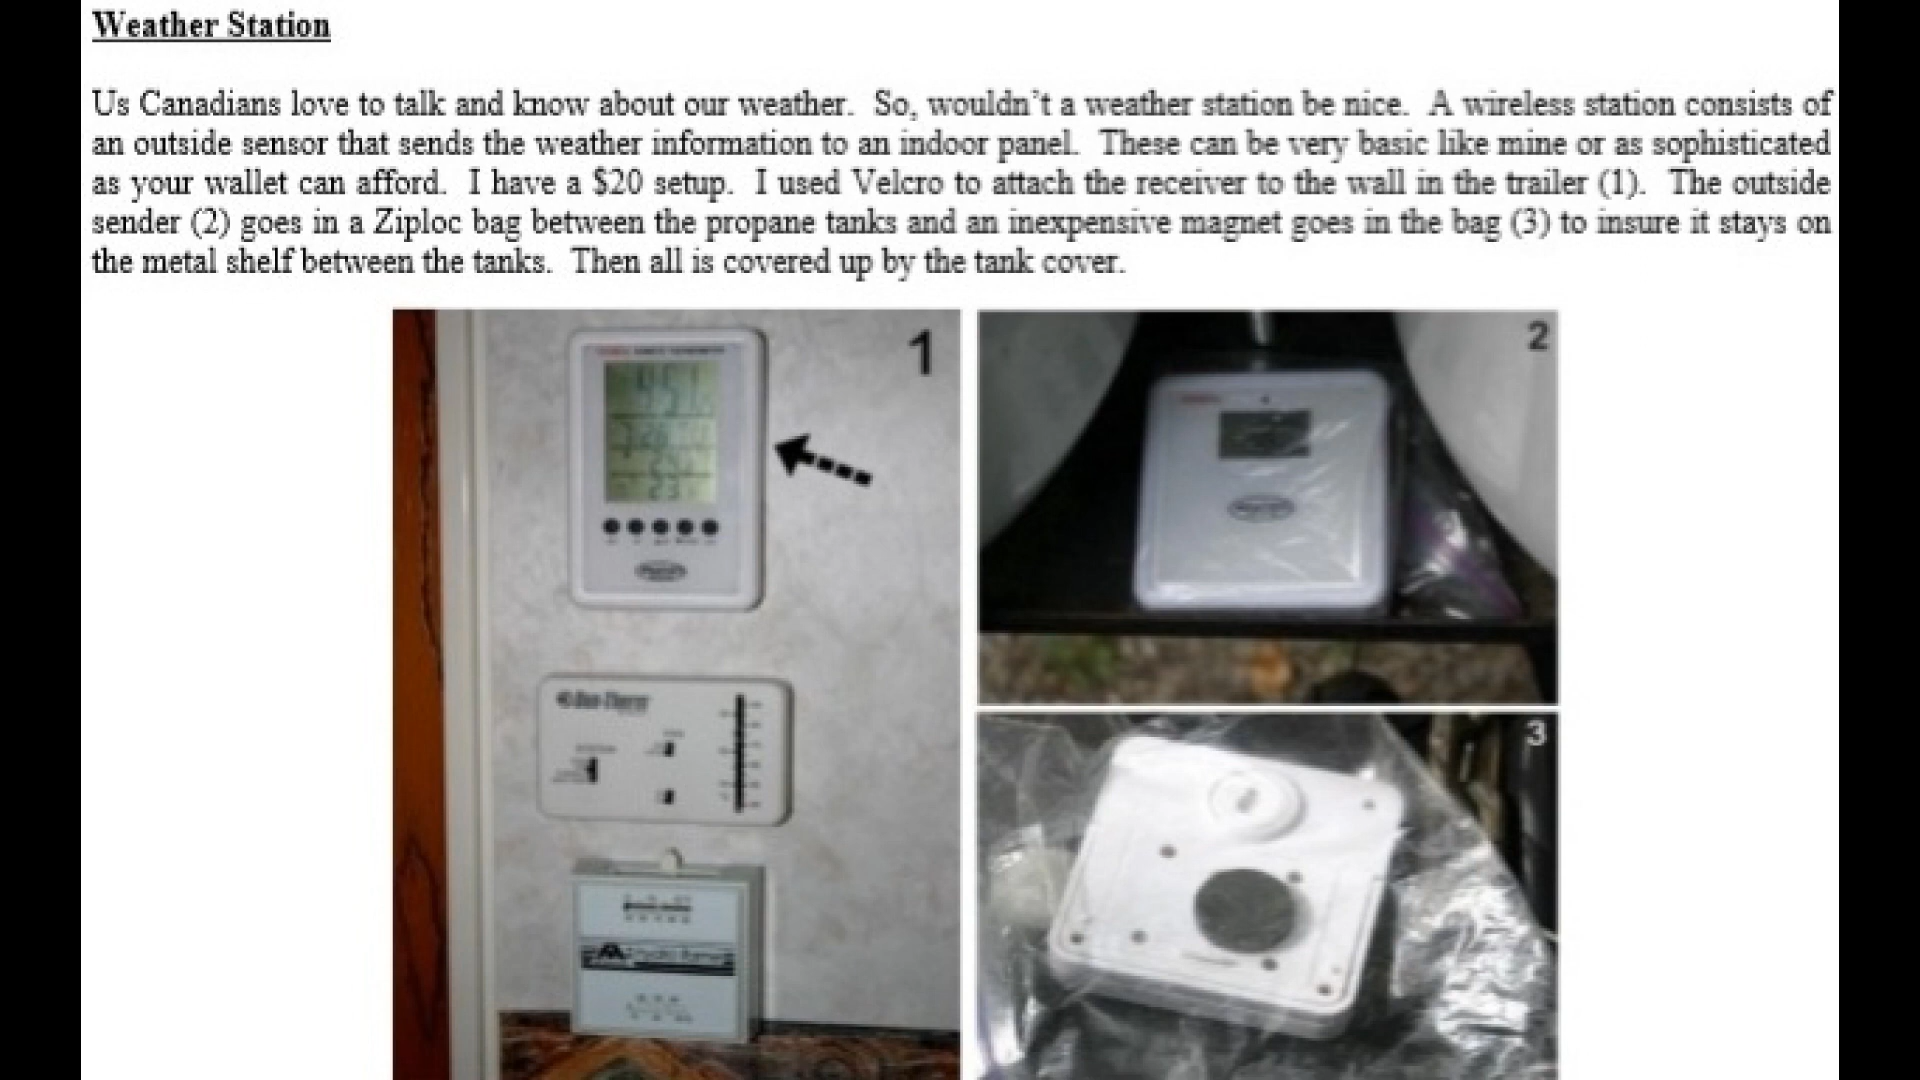 Weather Station
Us Canadians love to talk and know about our weather.  So, wouldn't a weather station be nice.  A wireless station consists of
an outside sensor that sends the weather information to an indoor panel.  These can be very basic like mine or as sophisticated
as your wallet can afford.  I have a $20 setup.  I used Velcro to attach the receiver to the wall in the trailer (1).  The outside
sender (2) goes in a Ziploc bag between the propane tanks and an inexpensive magnet goes in the bag (3) to insure it stays on
the metal shelf between the tanks.  Then all is covered up by the tank cover.
1
2
3
Duo-Therm